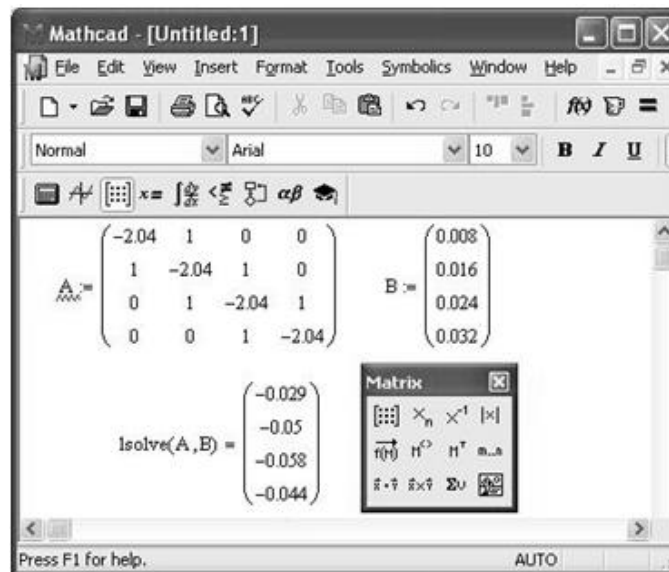 Mathcad - [Untitled:1]
File Edit View Insert Format Tools Symbolics Window Help
Normal Arial 10 B I U
αβ
A := (-2.04 1 0 0
1 -2.04 1 0
0 1 -2.04 1
0 0 1 -2.04)
B := (0.008
0.016
0.024
0.032)
lsolve(A,B) = (-0.029
-0.05
-0.058
-0.044)
Matrix
Press F1 for help. AUTO